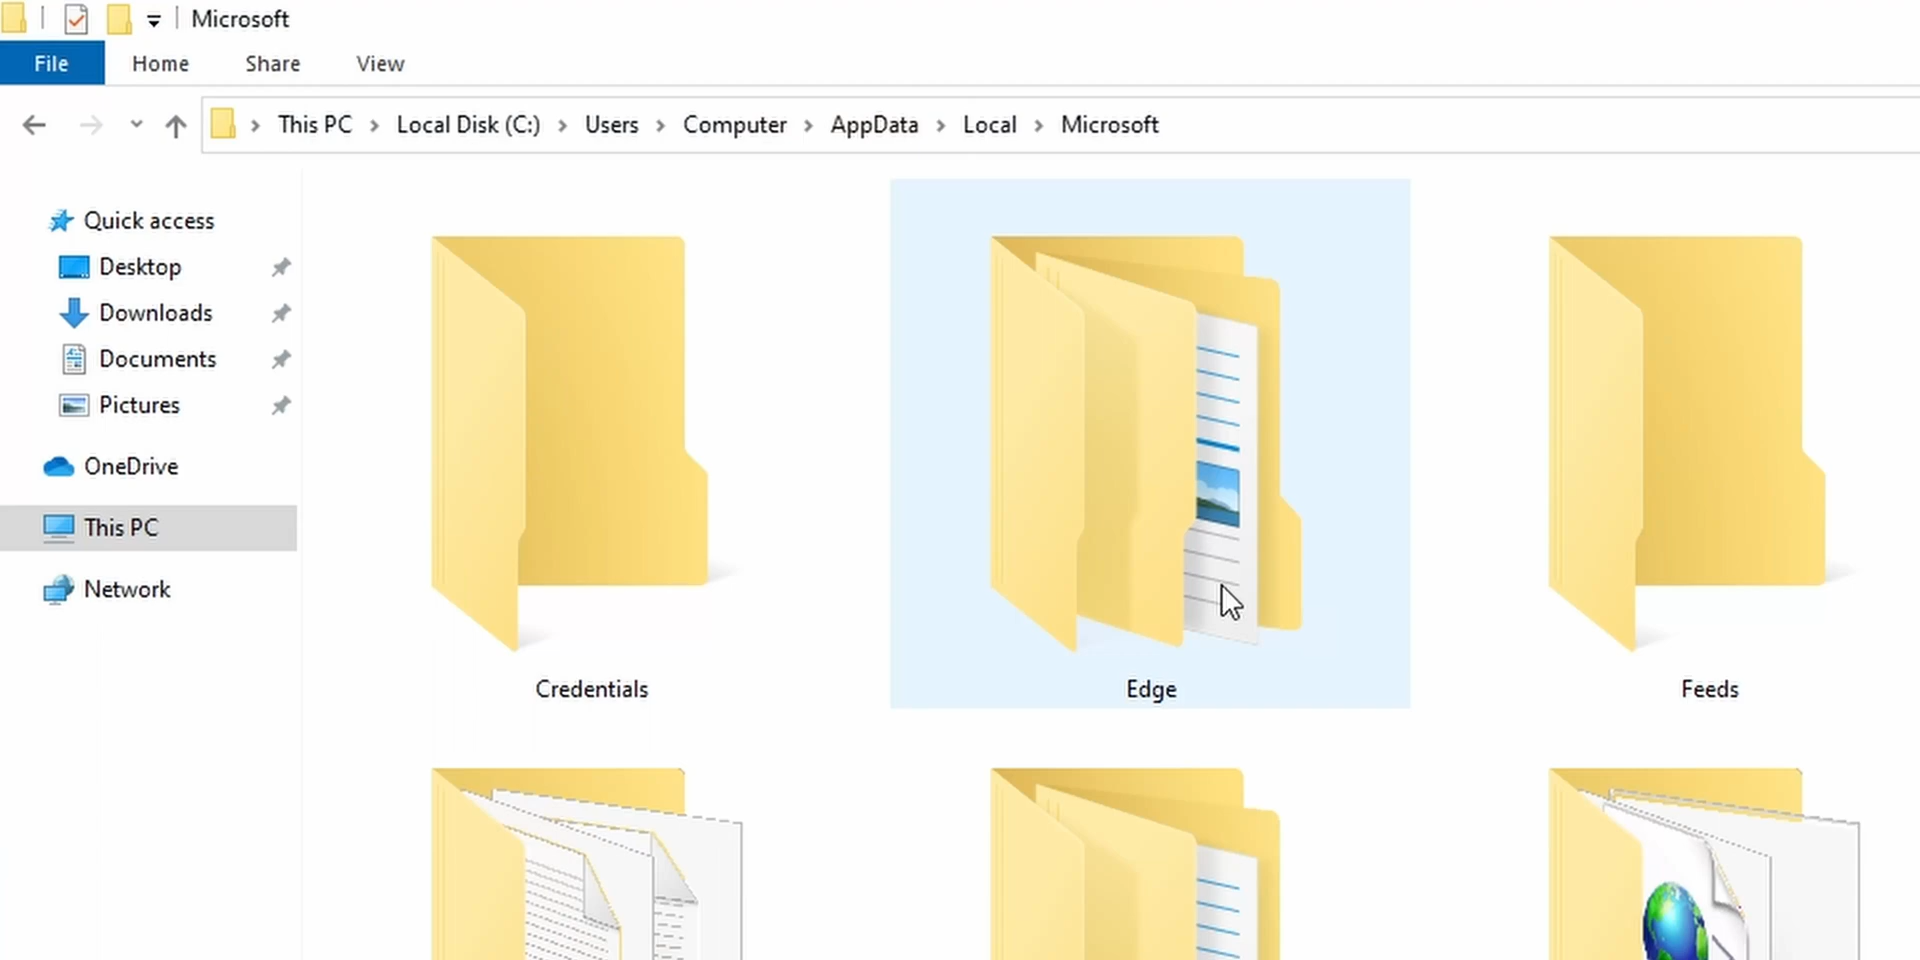 Microsoft
File Home Share View
This PC Local Disk (C:) Users Computer AppData Local Microsoft
Quick access
Desktop
Downloads
Documents
Pictures
OneDrive
This PC
Network
Credentials Edge Feeds